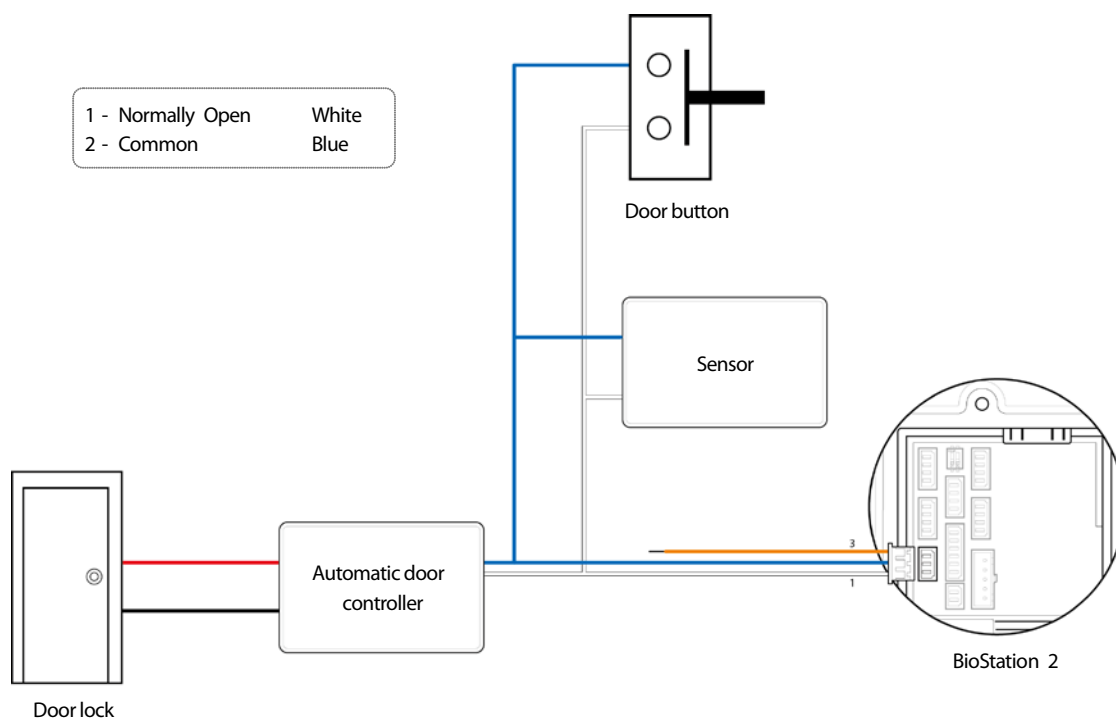 1 - Normally Open White
2 - Common Blue
Door button
Sensor
3
Automatic door
controller
1
BioStation 2
Door lock